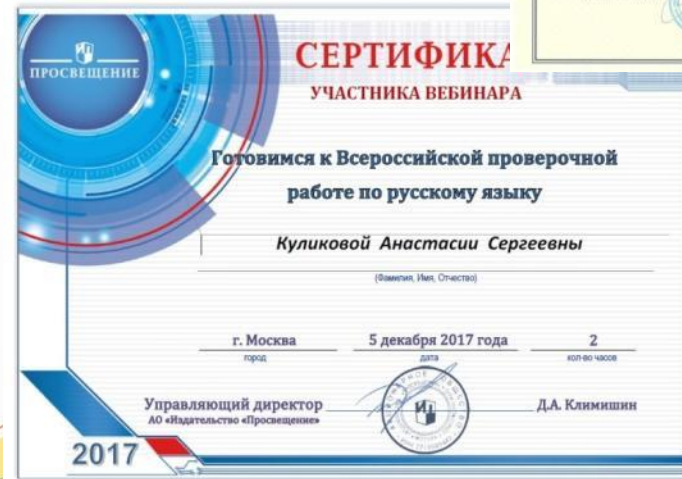 ПРОСВЕЩЕНИЕ
СЕРТИФИКА
УЧАСТНИКА ВЕБИНАРА
Готовимся к Всероссийской проверочной
работе по русскому языку
Куликовой Анастасии Сергеевны
(Фамилия, Имя, Отчество)
г. Москва 5 декабря 2017 года 2
город дата кол-во часов
Управляющий директор Д.А. Климишин
АО «Издательство «Просвещение»
2017